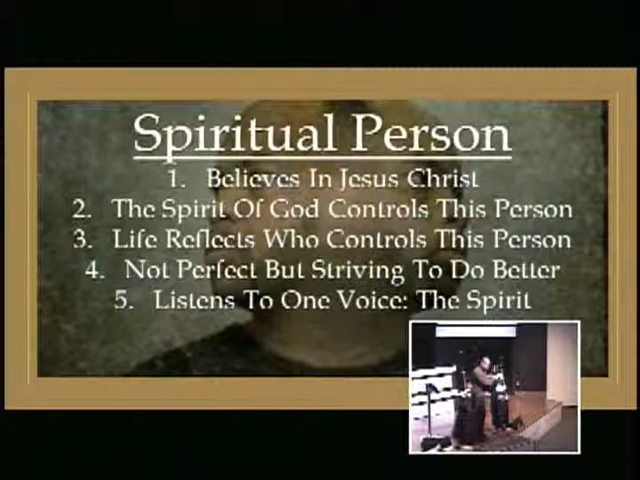 Spiritual Person
1. Believes In Jesus Christ
2. The Spirit Of God Controls This Person
3. Life Reflects Who Controls This Person
4. Not Perfect But Striving To Do Better
5. Listens To One Voice: The Spirit